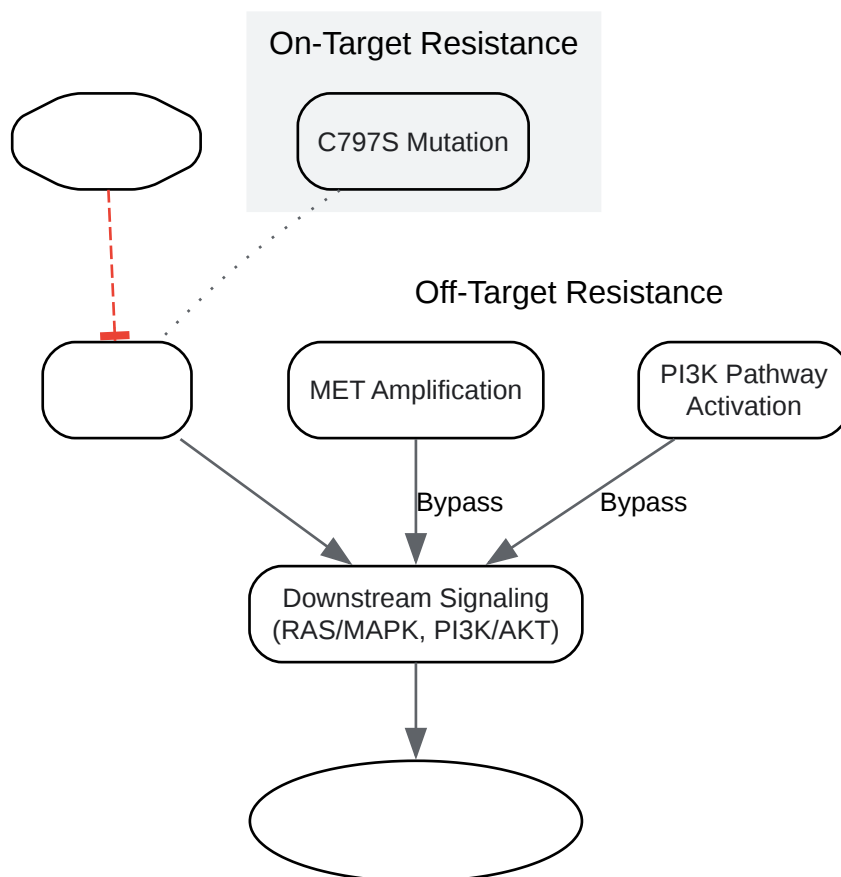 On-Target Resistance
C797S Mutation
Off-Target Resistance
MET Amplification
PI3K Pathway
Activation
Bypass
Bypass
Downstream Signaling
(RAS/MAPK, PI3K/AKT)